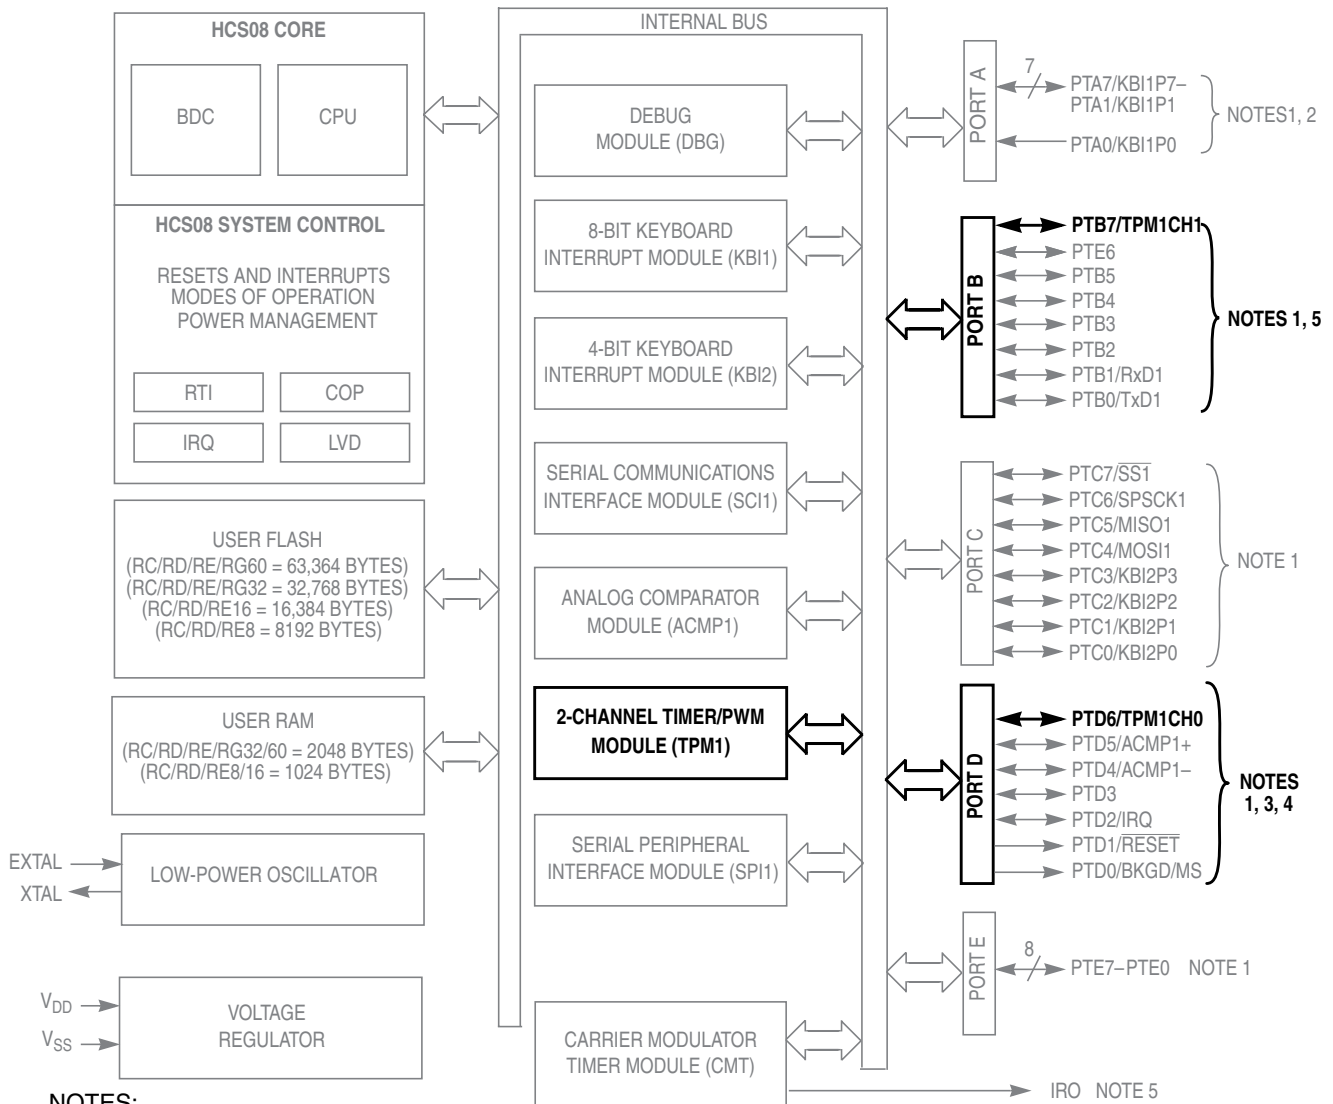 HCS08 CORE
BDC
CPU
HCS08 SYSTEM CONTROL
RESETS AND INTERRUPTS
MODES OF OPERATION
POWER MANAGEMENT
RTI
COP
IRQ
LVD
USER FLASH
(RC/RD/RE/RG60 = 63,364 BYTES)
(RC/RD/RE/RG32 = 32,768 BYTES)
(RC/RD/RE16 = 16,384 BYTES)
(RC/RD/RE8 = 8192 BYTES)
USER RAM
(RC/RD/RE/RG32/60 = 2048 BYTES)
(RC/RD/RE8/16 = 1024 BYTES)
EXTAL
XTAL
LOW-POWER OSCILLATOR
VDD
VSS
VOLTAGE
REGULATOR
NOTES:
INTERNAL BUS
DEBUG
MODULE (DBG)
8-BIT KEYBOARD
INTERRUPT MODULE (KBI1)
4-BIT KEYBOARD
INTERRUPT MODULE (KBI2)
SERIAL COMMUNICATIONS
INTERFACE MODULE (SCI1)
ANALOG COMPARATOR
MODULE (ACMP1)
2-CHANNEL TIMER/PWM
MODULE (TPM1)
SERIAL PERIPHERAL
INTERFACE MODULE (SPI1)
CARRIER MODULATOR
TIMER MODULE (CMT)
PORT A
7
PTA7/KBI1P7–
PTA1/KBI1P1
PTA0/KBI1P0
NOTES1, 2
PORT B
PTB7/TPM1CH1
PTE6
PTB5
PTB4
PTB3
PTB2
PTB1/RxD1
PTB0/TxD1
NOTES 1, 5
PORT C
PTC7/SS1
PTC6/SPSCK1
PTC5/MISO1
PTC4/MOSI1
PTC3/KBI2P3
PTC2/KBI2P2
PTC1/KBI2P1
PTC0/KBI2P0
NOTE 1
PORT D
PTD6/TPM1CH0
PTD5/ACMP1+
PTD4/ACMP1–
PTD3
PTD2/IRQ
PTD1/RESET
PTD0/BKGD/MS
NOTES
1, 3, 4
PORT E
8
PTE7–PTE0 NOTE 1
IRO NOTE 5